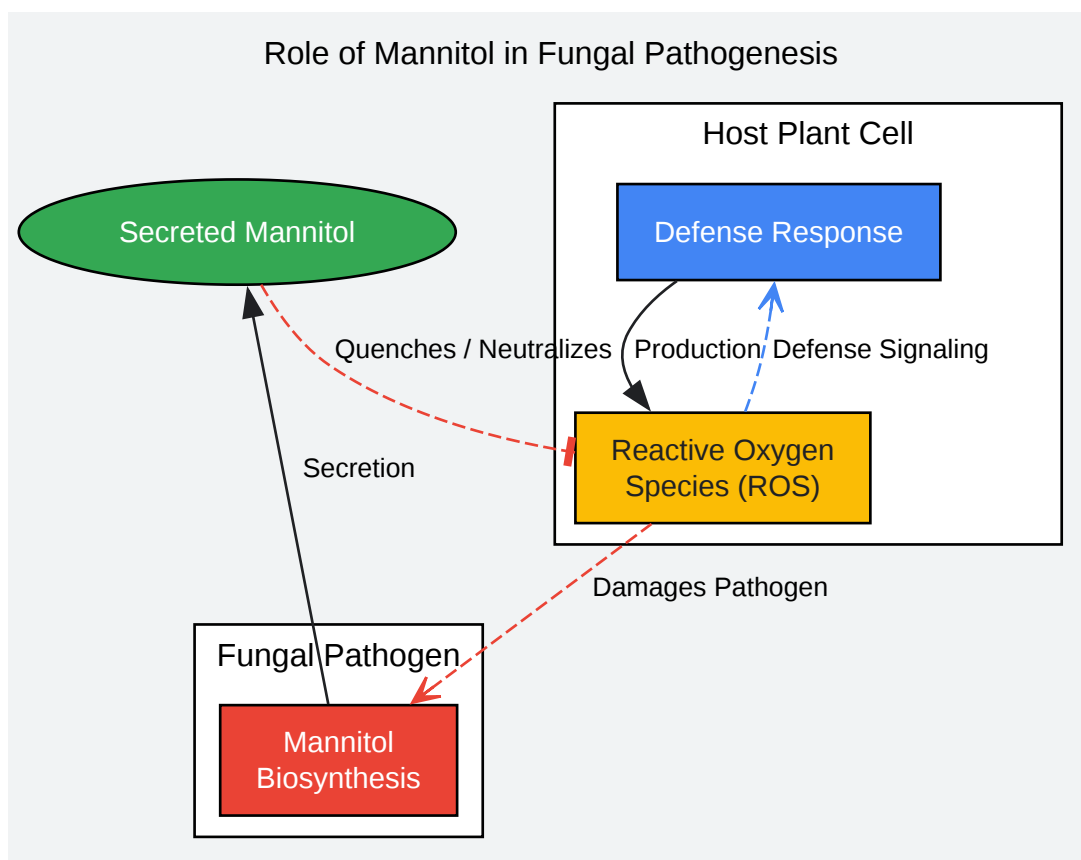 Role of Mannitol in Fungal Pathogenesis
Host Plant Cell
Secreted Mannitol
Defense Response
Quenches / Neutralizes
Production
Defense Signaling
Reactive Oxygen
Species (ROS)
Secretion
Damages Pathogen
Fungal Pathogen
Mannitol
Biosynthesis